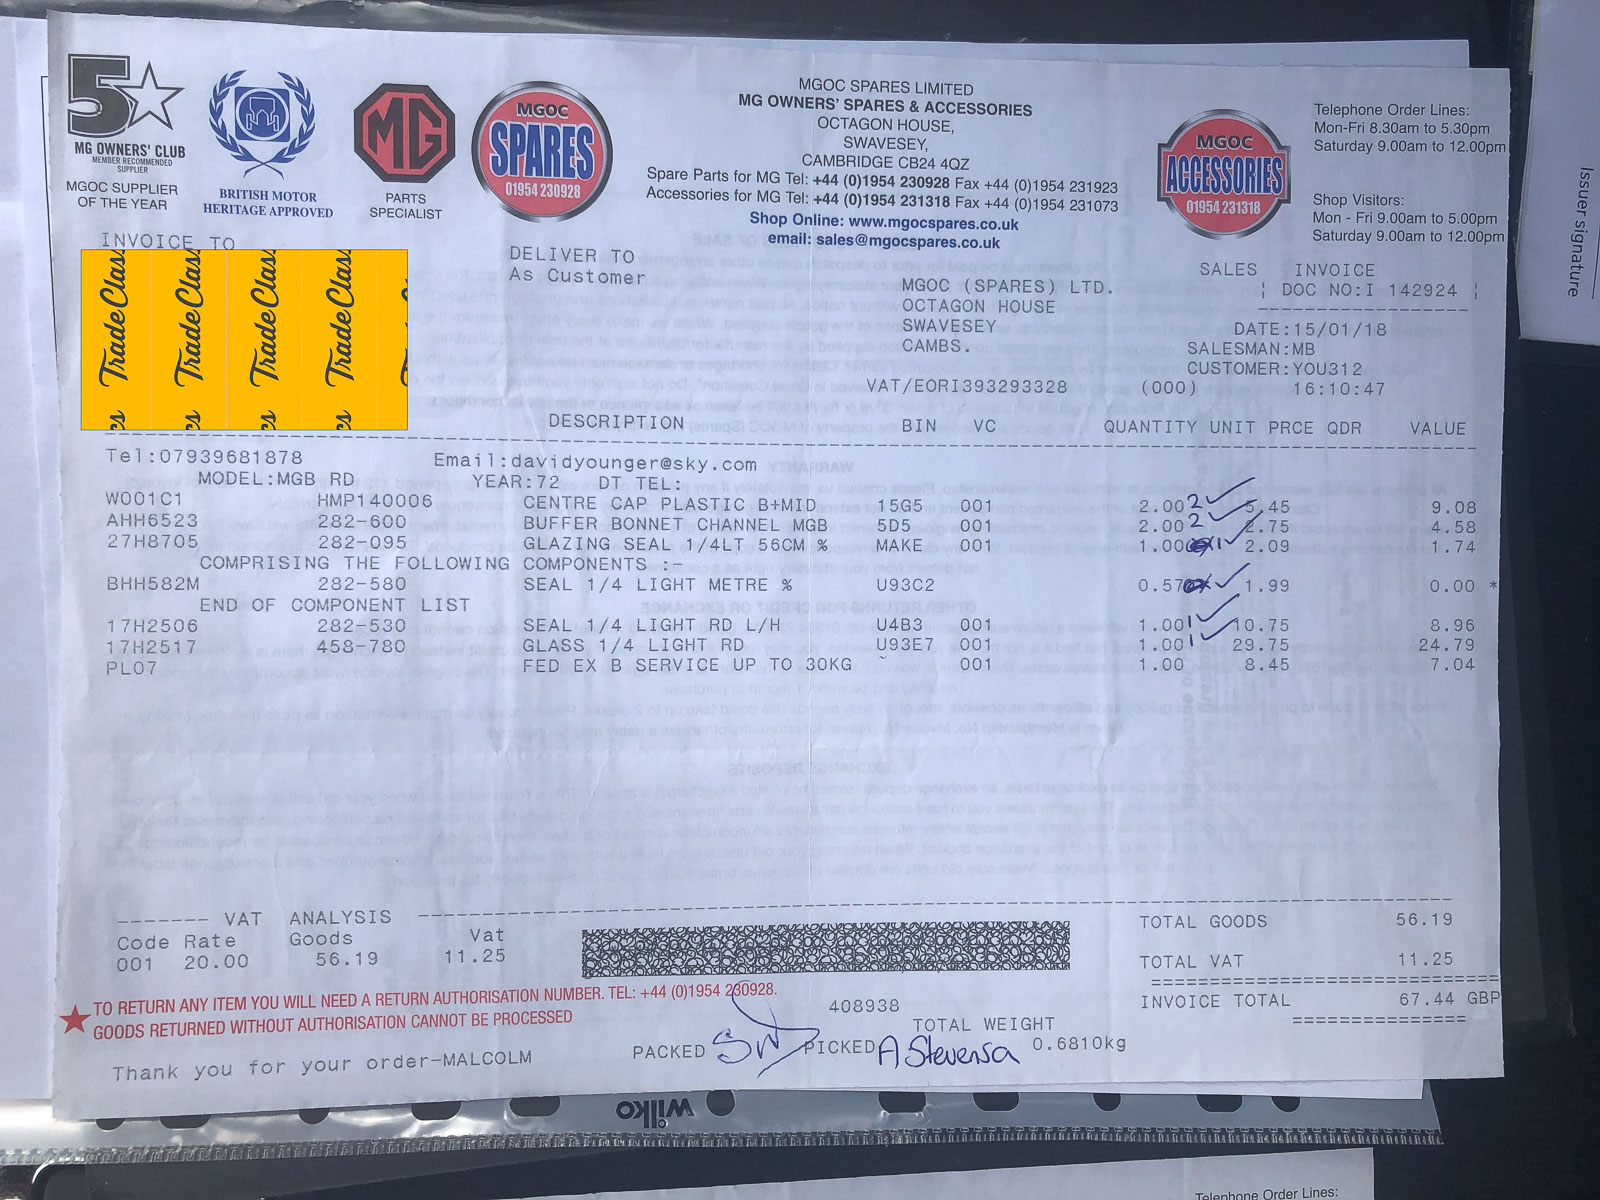 5
MG OWNERS' CLUB
MEMBER RECOMMENDED
SUPPLIER
MGOC SUPPLIER
OF THE YEAR
BRITISH MOTOR
HERITAGE APPROVED
MG
PARTS
SPECIALIST
MGOC
SPARES
01954 230928
MGOC SPARES LIMITED
MG OWNERS' SPARES & ACCESSORIES
OCTAGON HOUSE,
SWAVESEY,
CAMBRIDGE CB24 4QZ
Spare Parts for MG Tel: +44 (0)1954 230928 Fax +44 (0)1954 231923
Accessories for MG Tel: +44 (0)1954 231318 Fax +44 (0)1954 231073
Shop Online: www.mgocspares.co.uk
email: sales@mgocspares.co.uk
MGOC
ACCESSORIES
01954 231318
Telephone Order Lines:
Mon-Fri 8.30am to 5.30pm
Saturday 9.00am to 12.00pm
Shop Visitors:
Mon - Fri 9.00am to 5.00pm
Saturday 9.00am to 12.00pm
Issuer signature
INVOICE TO
TradeClass
TradeClass
TradeClass
TradeClass
es
es
es
es
DELIVER TO
As Customer
MGOC (SPARES) LTD.
OCTAGON HOUSE
SWAVESEY
CAMBS.
VAT/EORI393293328
SALES INVOICE
DOC NO:I 142924
DATE:15/01/18
SALESMAN:MB
CUSTOMER:YOU312
(000) 16:10:47
DESCRIPTION BIN VC QUANTITY UNIT PRCE QDR VALUE
Tel:07939681878 Email:davidyounger@sky.com
MODEL:MGB RD YEAR:72 DT TEL:
W001C1 HMP140006 CENTRE CAP PLASTIC B+MID 15G5 001 2.00 2 ✓ 5.45 9.08
AHH6523 282-600 BUFFER BONNET CHANNEL MGB 5D5 001 2.00 2 ✓ 2.75 4.58
27H8705 282-095 GLAZING SEAL 1/4LT 56CM % MAKE 001 1.00 1 ✓ 2.09 1.74
COMPRISING THE FOLLOWING COMPONENTS :-
BHH582M 282-580 SEAL 1/4 LIGHT METRE % U93C2 0.57 ✓ 1.99 0.00 *
END OF COMPONENT LIST
17H2506 282-530 SEAL 1/4 LIGHT RD L/H U4B3 001 1.00 1 ✓ 10.75 8.96
17H2517 458-780 GLASS 1/4 LIGHT RD U93E7 001 1.00 1 ✓ 29.75 24.79
PL07 FED EX B SERVICE UP TO 30KG 001 1.00 8.45 7.04
VAT ANALYSIS
Code Rate Goods Vat
001 20.00 56.19 11.25
TOTAL GOODS 56.19
TOTAL VAT 11.25
INVOICE TOTAL 67.44 GBP
TO RETURN ANY ITEM YOU WILL NEED A RETURN AUTHORISATION NUMBER. TEL: +44 (0)1954 230928.
GOODS RETURNED WITHOUT AUTHORISATION CANNOT BE PROCESSED
408938
TOTAL WEIGHT
PACKED SW PICKED A Stevenson 0.6810kg
Thank you for your order-MALCOLM
wilko
Telephone Order Lines: